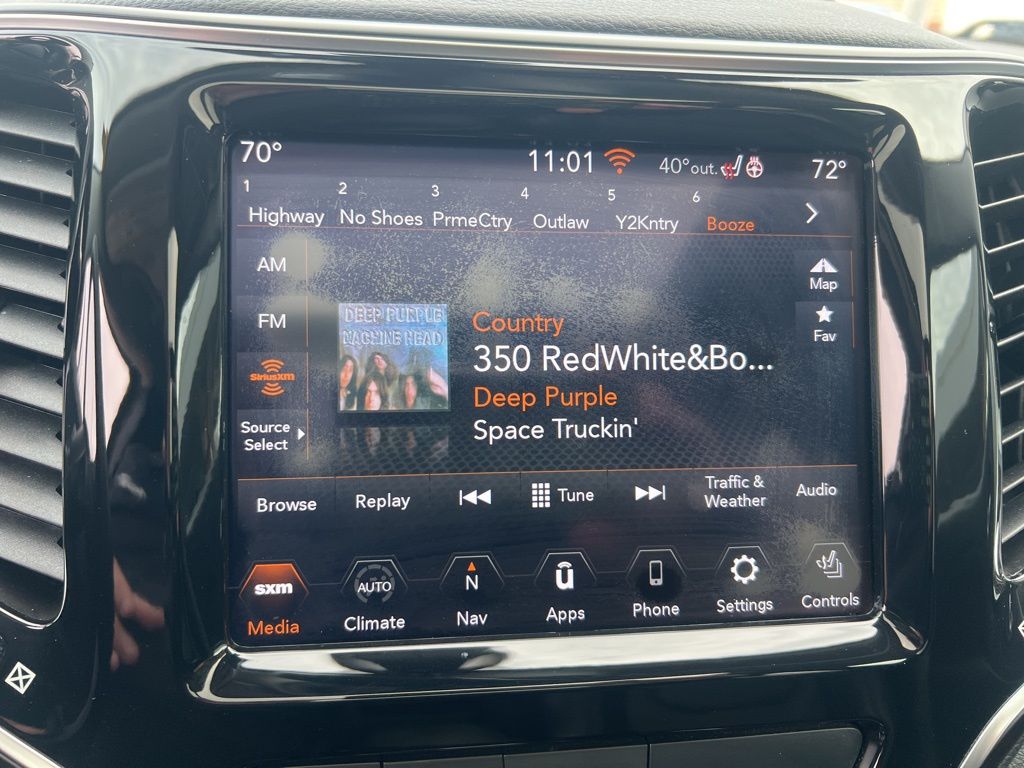 70° 11:01 40°out. 72°
1 2 3 4 5 6
Highway No Shoes PrmeCtry Outlaw Y2Kntry Booze
AM
Map
FM
DEEP PURPLE
MACHINE HEAD
Country
350 RedWhite&Bo...
Deep Purple
Space Truckin'
Fav
SiriusXM
Source
Select
Browse Replay Tune Traffic &
Weather Audio
sxm AUTO N
Media Climate Nav Apps Phone Settings Controls